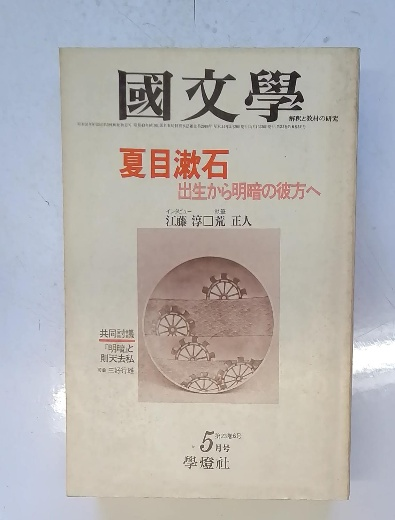 國文學
解釈と教材の研究
夏目漱石
出生から明暗の彼方へ
インタビュー
江藤 淳□荒 正人
共同討議
『明暗』と
則天去私
三好行雄
5月号
學燈社